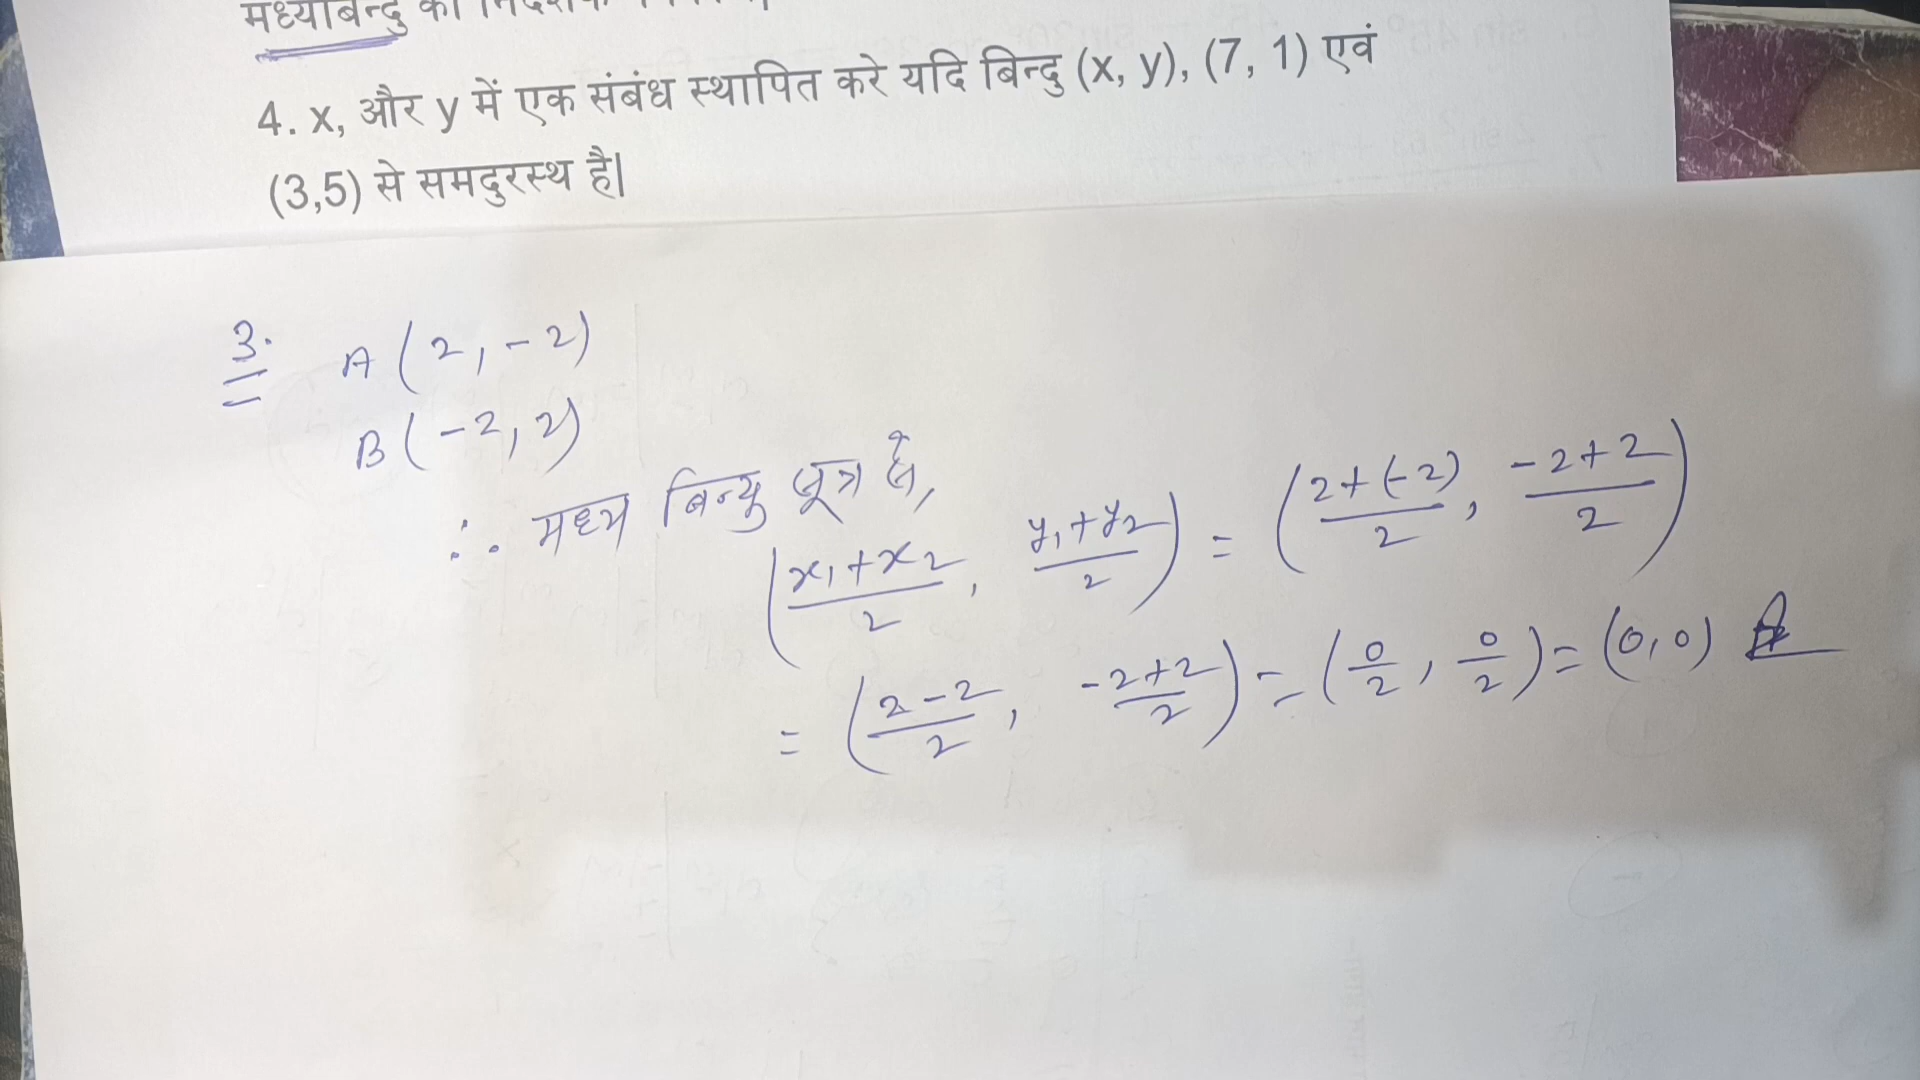 मध्यबिन्दु का
4. x, और y में एक संबंध स्थापित करे यदि बिन्दु (x, y), (7, 1) एवं
(3,5) से समदुरस्थ है|
3. A (2, -2)
B (-2, 2)
∴ मध्य बिन्दु सूत्र से,
(x₁+x₂/2, y₁+y₂/2) = (2+(-2)/2, -2+2/2)
= (2-2/2, -2+2/2) = (0/2, 0/2) = (0,0)